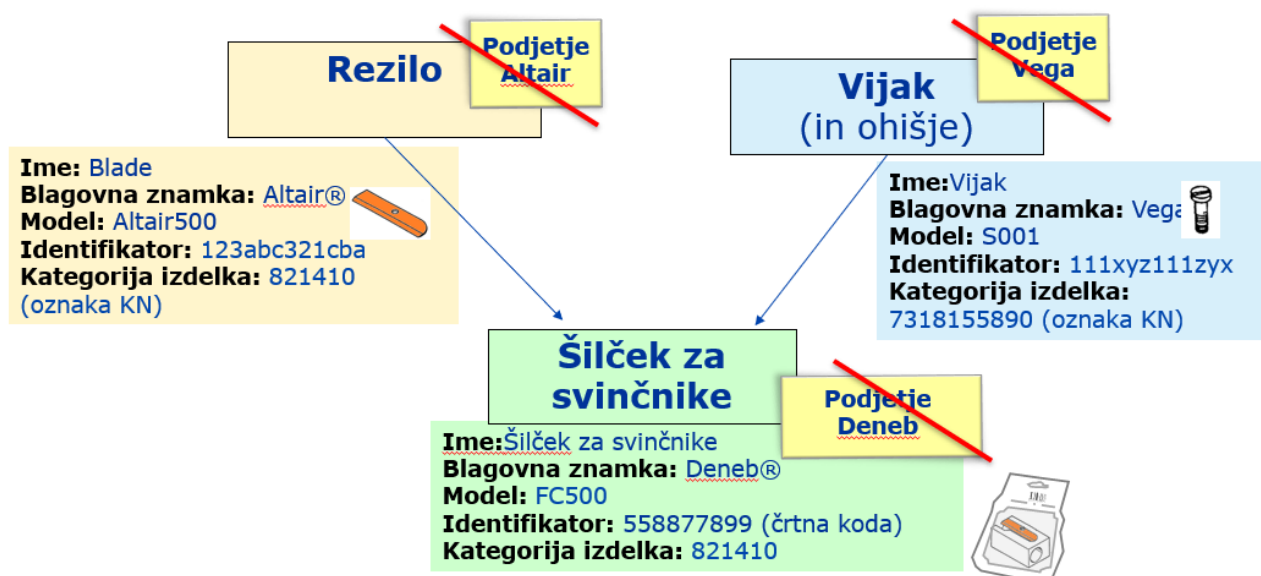 Rezilo
Podjetje
Altair
Ime: Blade
Blagovna znamka: Altair®
Model: Altair500
Identifikator: 123abc321cba
Kategorija izdelka: 821410
(oznaka KN)
Vijak
(in ohišje)
Podjetje
Vega
Ime:Vijak
Blagovna znamka: Vega
Model: S001
Identifikator: 111xyz111zyx
Kategorija izdelka:
7318155890 (oznaka KN)
Šilček za
svinčnike
Podjetje
Deneb
Ime:Šilček za svinčnike
Blagovna znamka: Deneb®
Model: FC500
Identifikator: 558877899 (črtna koda)
Kategorija izdelka: 821410